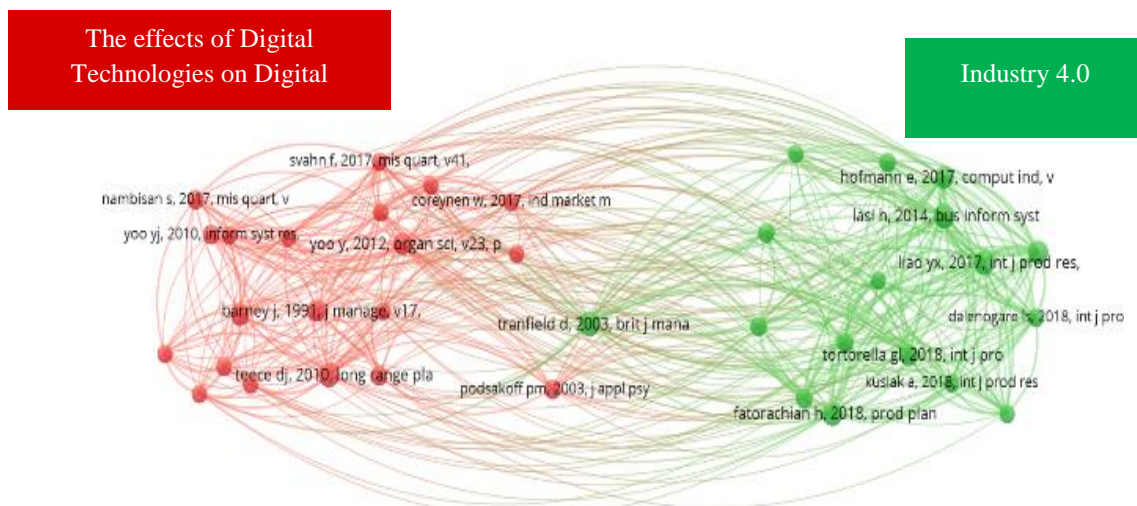 The effects of Digital
Technologies on Digital
Industry 4.0
svahn f, 2017, mis quart, v41,
nambisan s, 2017, mis quart, v
coreynen w, 2017, ind market m
yoo yj, 2010, inform syst res,
yoo y, 2012, organ sci, v23, p
barney j, 1991, j manage, v17,
teece dj, 2010, long range pla
tranfield d, 2003, brit j mana
podsakoff pm, 2003, j appl psy
hofmann e, 2017, comput ind, v
lasi h, 2014, bus inform syst
liao yx, 2017, int j prod res,
dalenogare ls, 2018, int j pro
tortorella gl, 2018, int j pro
kusiak a, 2018, int j prod res
fatorachian h, 2018, prod plan